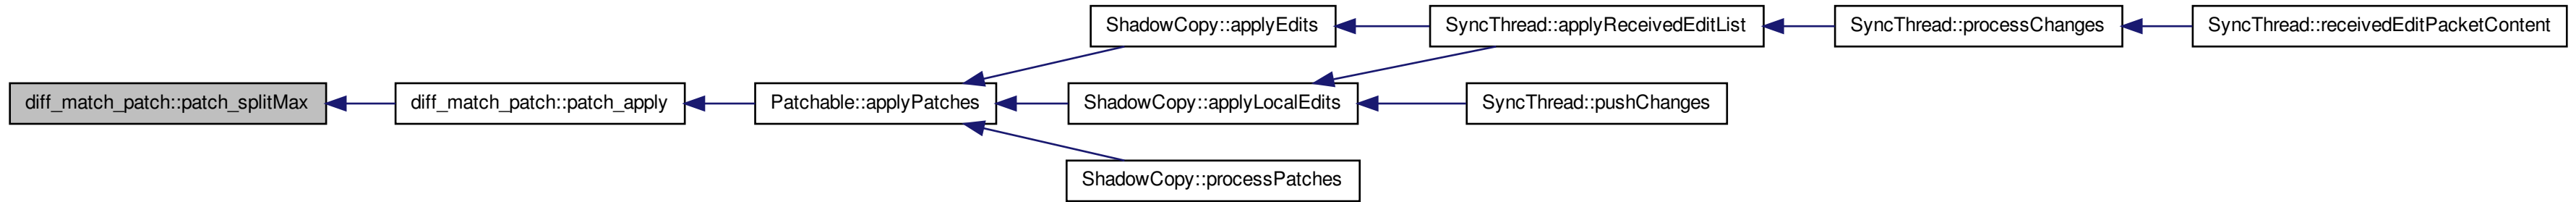 diff_match_patch::patch_splitMax
diff_match_patch::patch_apply
Patchable::applyPatches
ShadowCopy::applyEdits
SyncThread::applyReceivedEditList
SyncThread::processChanges
SyncThread::receivedEditPacketContent
ShadowCopy::applyLocalEdits
SyncThread::pushChanges
ShadowCopy::processPatches